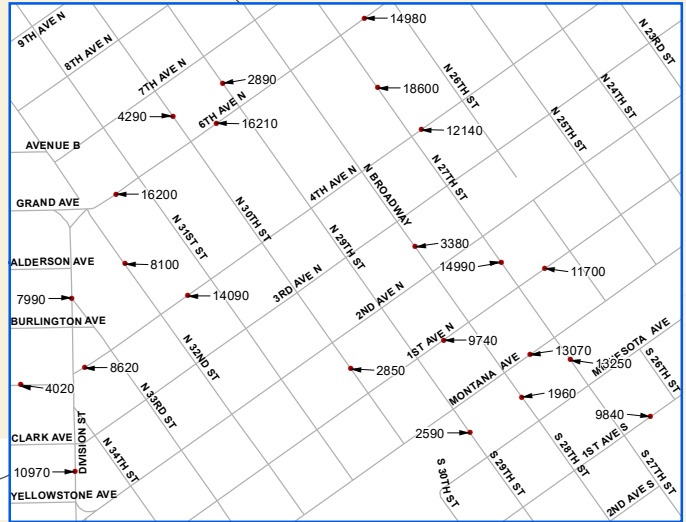 14980
9TH AVE N
N 23RD ST
8TH AVE N
7TH AVE N
2890
N 26TH ST
18600
N 24TH ST
4290
6TH AVE N
16210
12140
N 25TH ST
AVENUE B
N 27TH ST
N BROADWAY
4TH AVE N
16200
GRAND AVE
N 31ST ST
N 30TH ST
N 29TH ST
3380
ALDERSON AVE
8100
14990
11700
3RD AVE N
7990
14090
2ND AVE N
BURLINGTON AVE
1ST AVE N
9740
MINNESOTA AVE
N 32ND ST
13070
13250
S 26TH ST
8620
2850
MONTANA AVE
4020
N 33RD ST
1960
9840
DIVISION ST
2590
1ST AVE S
CLARK AVE
N 34TH ST
S 28TH ST
S 27TH ST
10970
S 30TH ST
S 29TH ST
YELLOWSTONE AVE
2ND AVE S